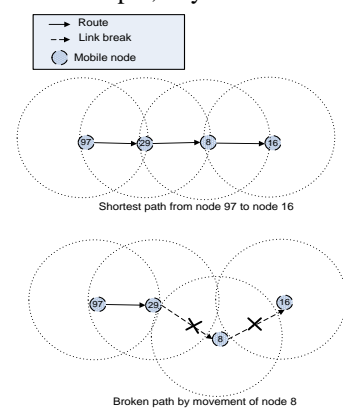 Route
Link break
Mobile node
97 29 8 16
Shortest path from node 97 to node 16
97 29 8 16
Broken path by movement of node 8